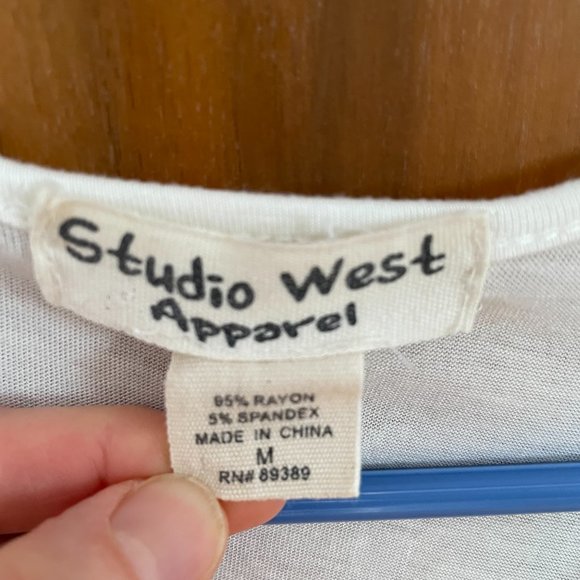 Studio West
Apparel
95% RAYON
5% SPANDEX
MADE IN CHINA
M
RN# 89389